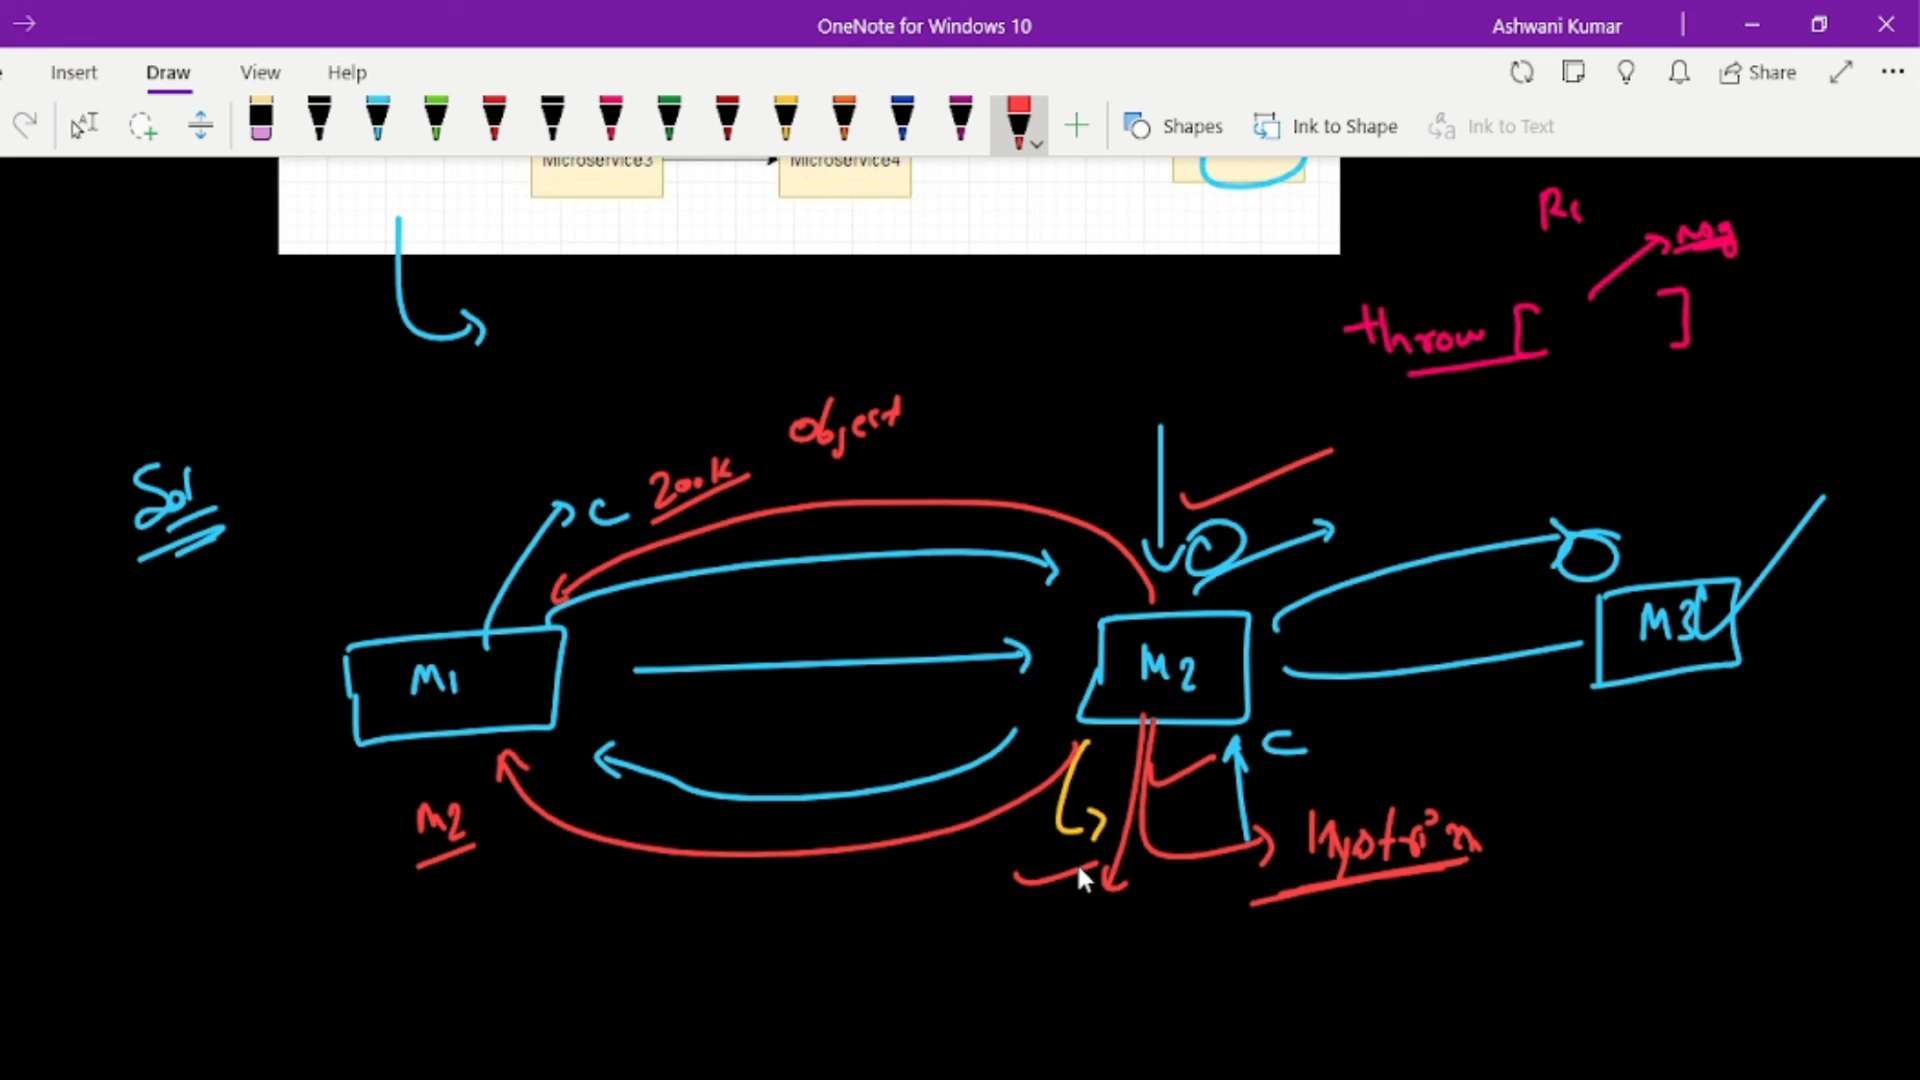 OneNote for Windows 10
Ashwani Kumar
Insert Draw View Help
Share
Shapes Ink to Shape Ink to Text
Microservice3 Microservice4
msg
throw [ ]
Object
Sol
C 200k
C
M1
M2
M3
C
M2
Hystrix